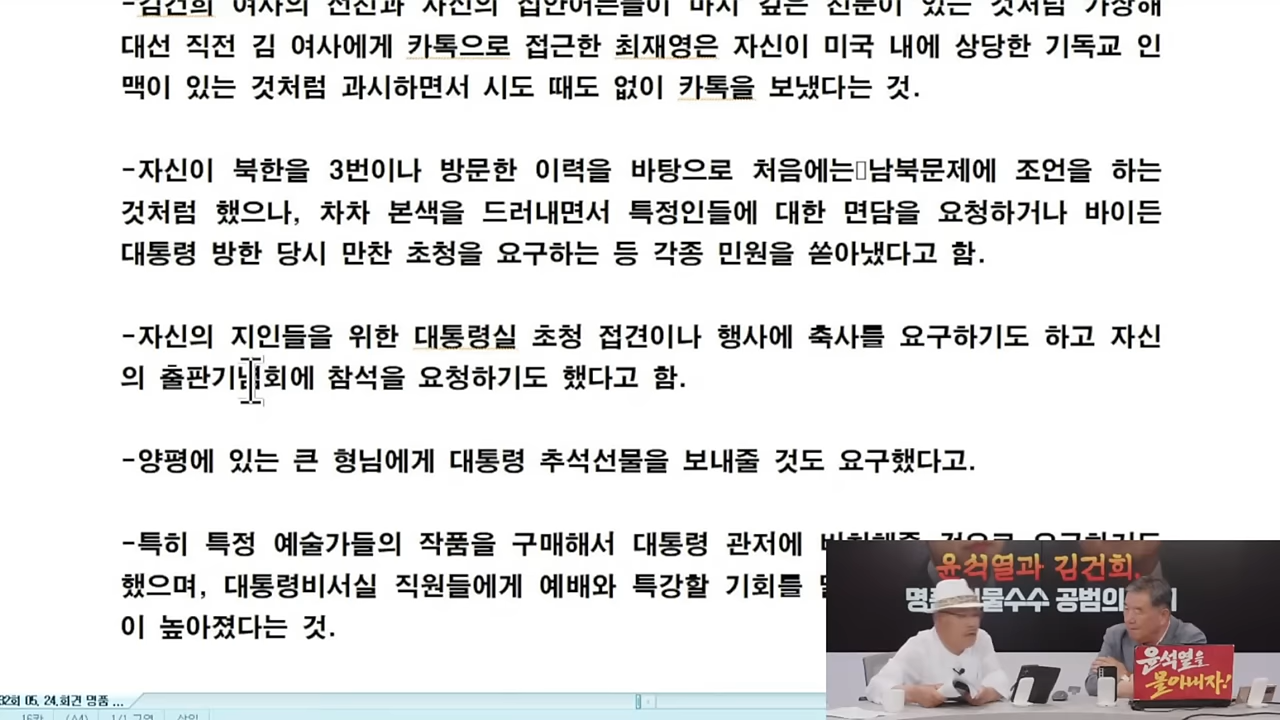 -김건희 여사의 선친과 자신의 집안어른들이 마치 깊은 친분이 있는 것처럼 가장해
대선 직전 김 여사에게 카톡으로 접근한 최재영은 자신이 미국 내에 상당한 기독교 인
맥이 있는 것처럼 과시하면서 시도 때도 없이 카톡을 보냈다는 것.
-자신이 북한을 3번이나 방문한 이력을 바탕으로 처음에는 남북문제에 조언을 하는
것처럼 했으나, 차차 본색을 드러내면서 특정인들에 대한 면담을 요청하거나 바이든
대통령 방한 당시 만찬 초청을 요구하는 등 각종 민원을 쏟아냈다고 함.
-자신의 지인들을 위한 대통령실 초청 접견이나 행사에 축사를 요구하기도 하고 자신
의 출판기념회에 참석을 요청하기도 했다고 함.
-양평에 있는 큰 형님에게 대통령 추석선물을 보내줄 것도 요구했다고.
-특히 특정 예술가들의 작품을 구매해서 대통령 관저에
했으며, 대통령비서실 직원들에게 예배와 특강할 기회를
이 높아졌다는 것.
윤석열과 김건희,
선물수수 공범의
윤석열을
몰아내자!
32회 05, 24,회견 명품 ...